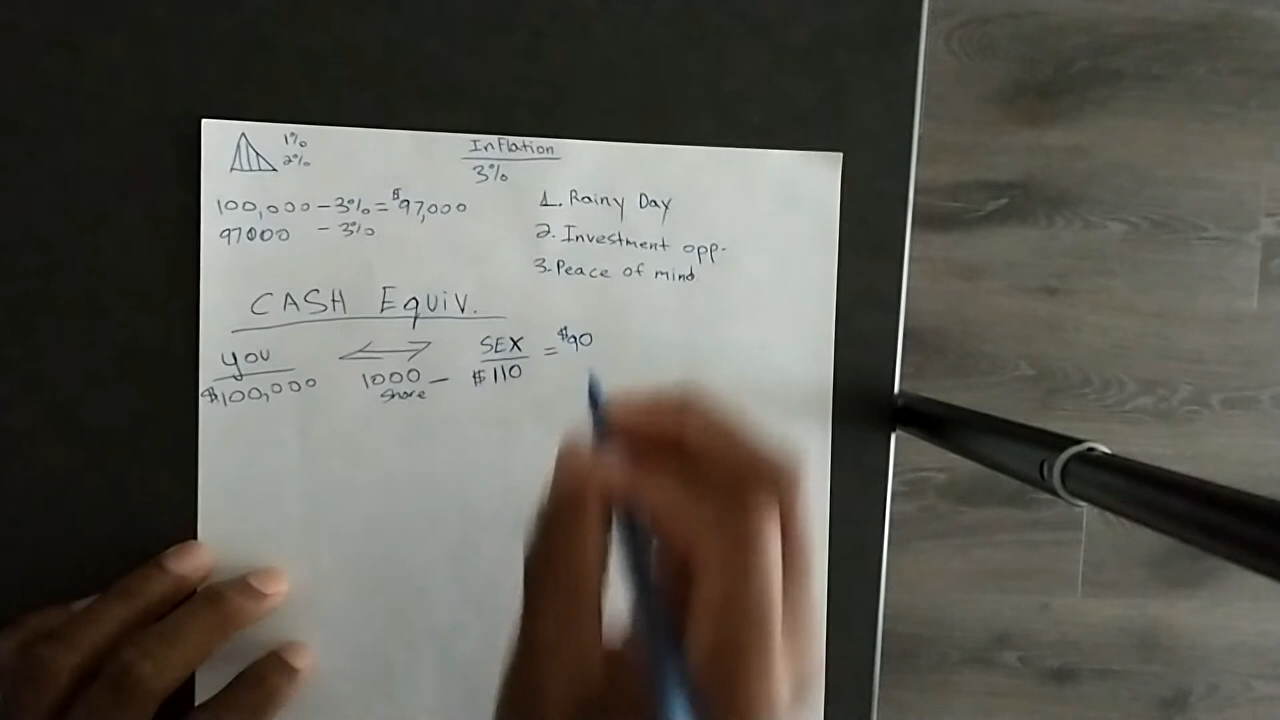 1%
2%
Inflation
3%
100,000 - 3% = $97,000
97000 - 3%
1. Rainy Day
2. Investment opp.
3. Peace of mind
CASH Equiv.
you
$100,000
1000 -
share
SEX = $90
$110